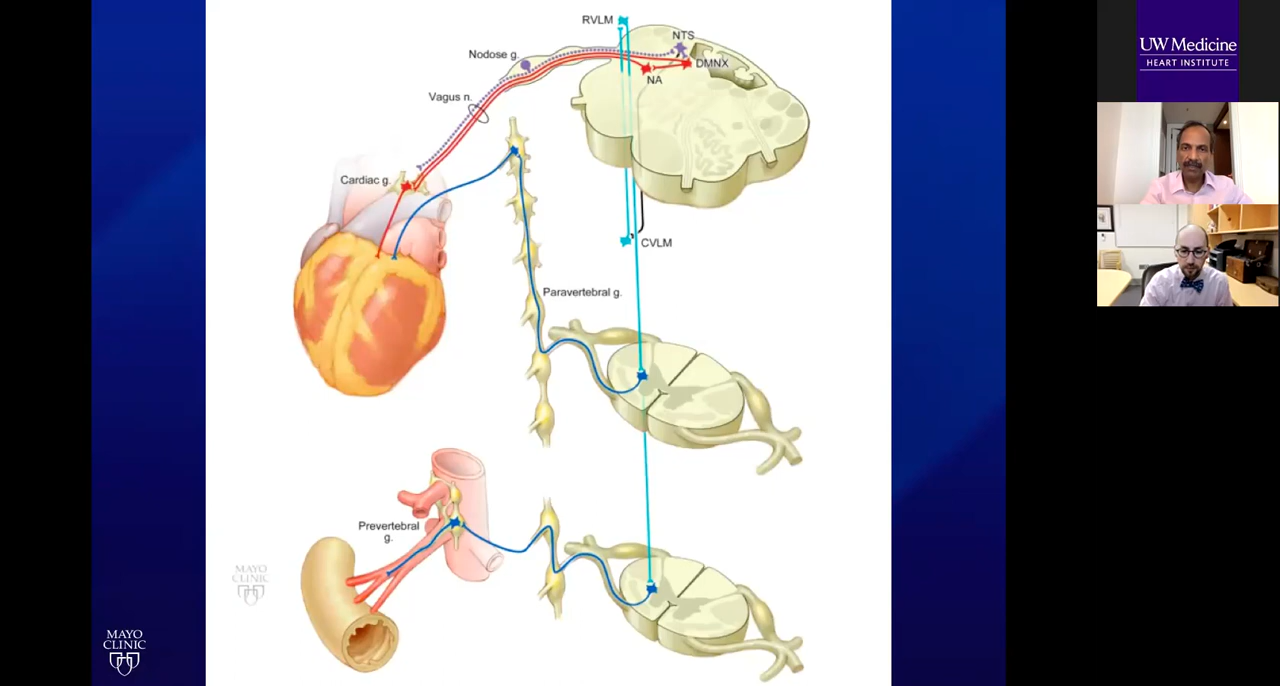 RVLM
NTS
Nodose g.
DMNX
NA
Vagus n.
Cardiac g.
CVLM
Paravertebral g.
Prevertebral
g.
MAYO
CLINIC
MAYO
CLINIC
UW Medicine
HEART INSTITUTE